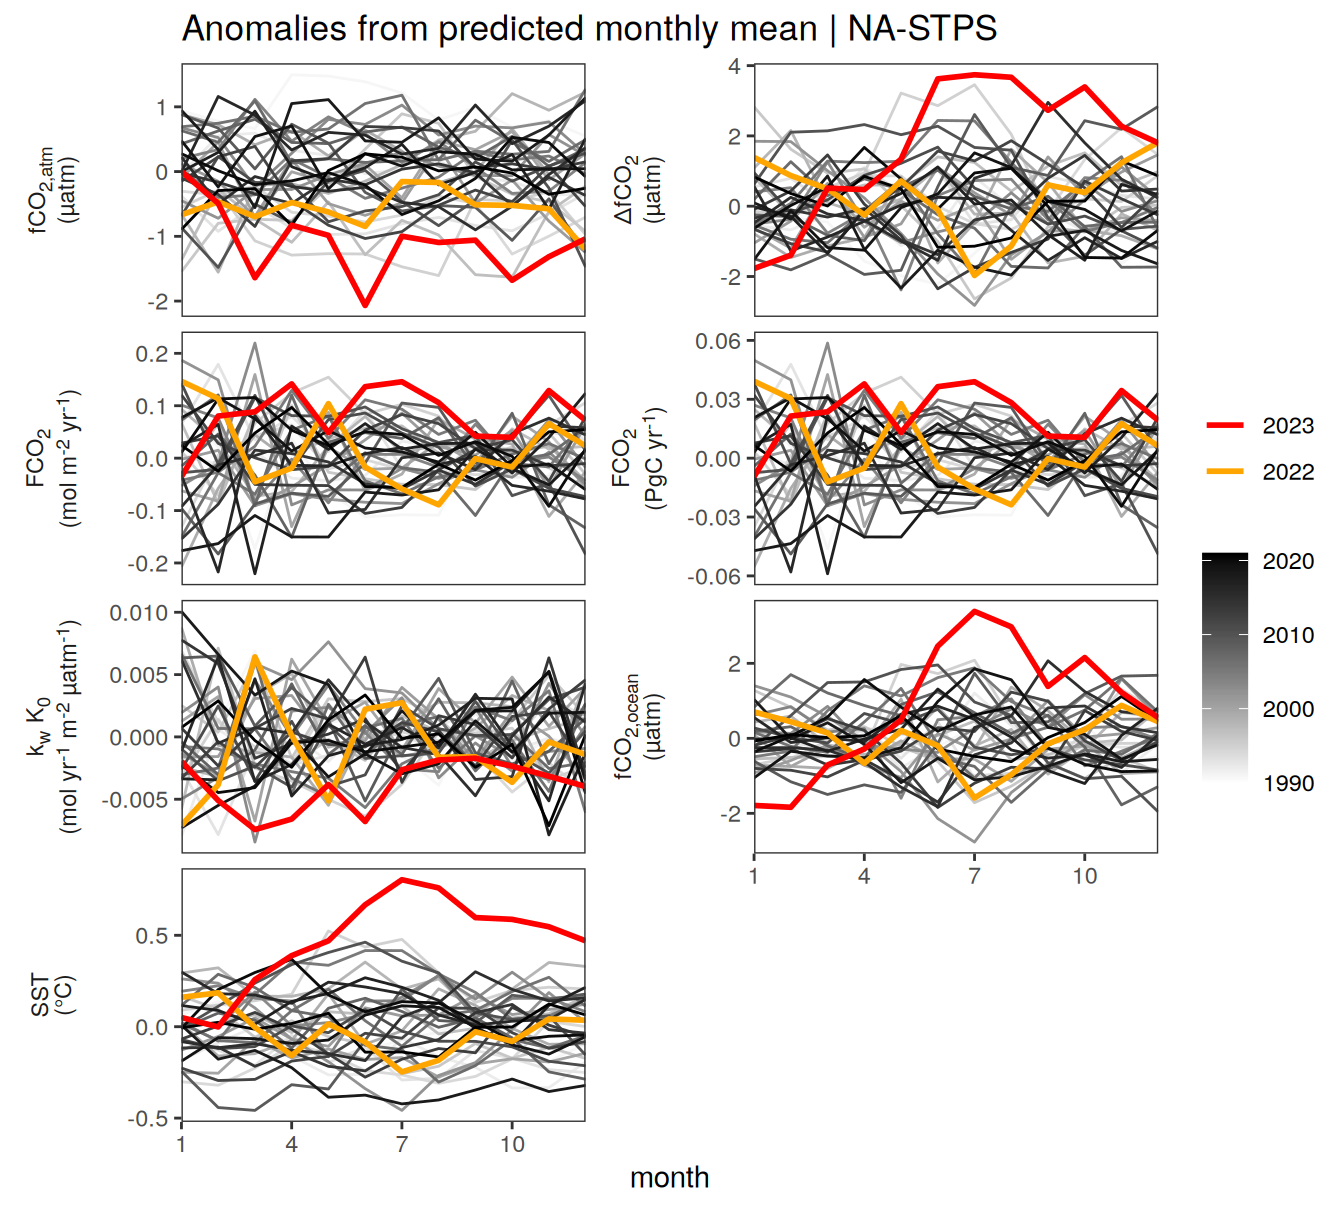 Anomalies from predicted monthly mean | NA-STPS
fCO2,atm
(µatm)
1
0
-1
-2
ΔfCO2
(µatm)
4
2
0
-2
FCO2
(mol m-2 yr-1)
0.2
0.1
0.0
-0.1
-0.2
FCO2
(PgC yr-1)
0.06
0.03
0.00
-0.03
-0.06
kw K0
(mol yr-1 m-2 µatm-1)
0.010
0.005
0.000
-0.005
fCO2,ocean
(µatm)
2
0
-2
1 4 7 10
SST
(°C)
0.5
0.0
-0.5
1 4 7 10
month
2023
2022
2020
2010
2000
1990